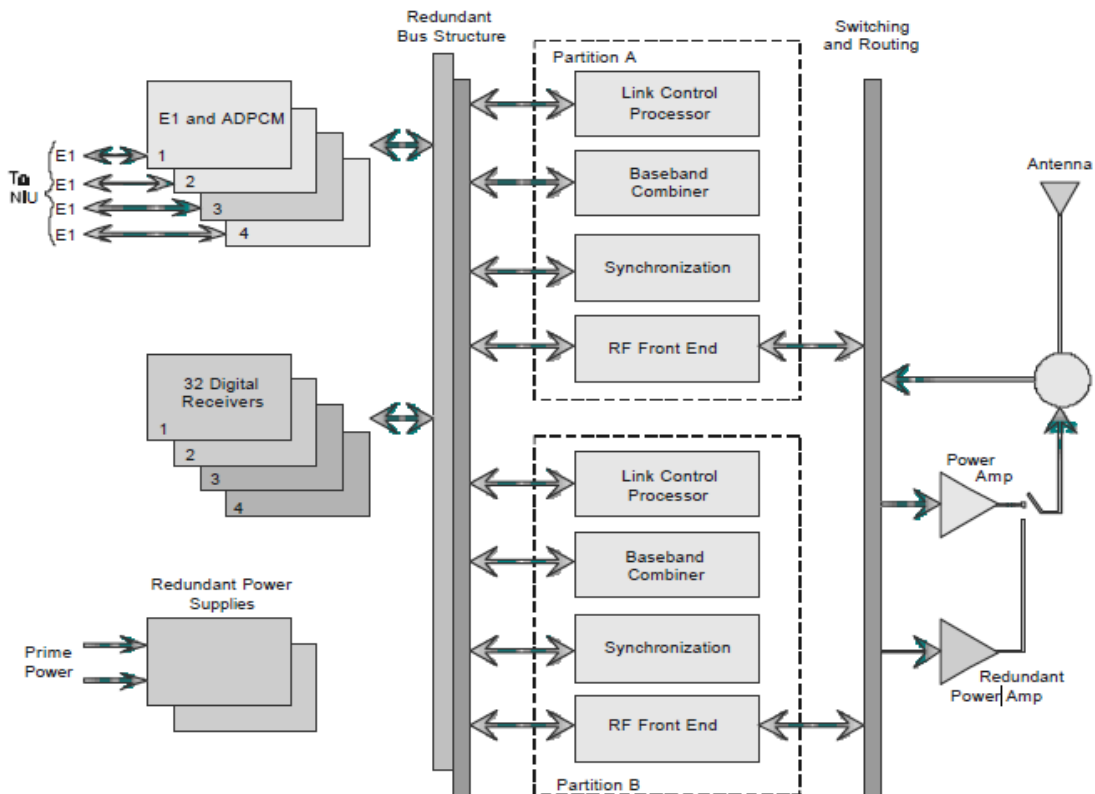 Redundant
Bus Structure
Switching
and Routing
Partition A
Link Control
Processor
Baseband
Combiner
Synchronization
RF Front End
E1 and ADPCM
1
2
3
4
E1
E1
E1
E1
To
NIU
32 Digital
Receivers
1
2
3
4
Redundant Power
Supplies
Prime
Power
Link Control
Processor
Baseband
Combiner
Synchronization
RF Front End
Partition B
Antenna
Power
Amp
Redundant
Power Amp